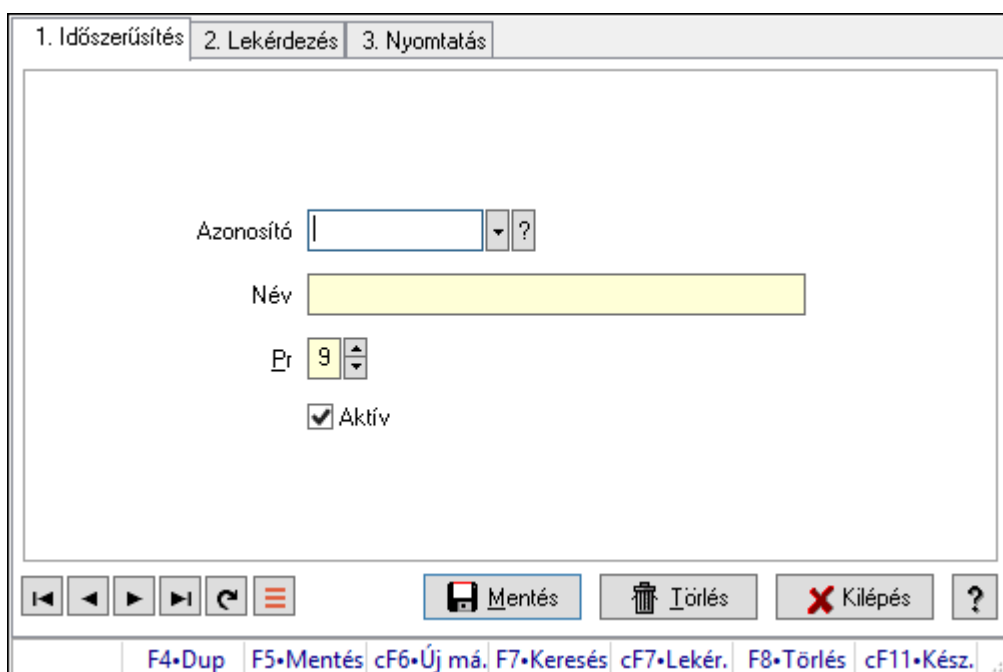 1. Időszerűsítés 2. Lekérdezés 3. Nyomtatás
Azonosító ?
Név
Pr 9
Aktív
Mentés Törlés Kilépés ?
F4•Dup F5•Mentés cF6•Új má. F7•Keresés cF7•Lekér. F8•Törlés cF11•Kész.